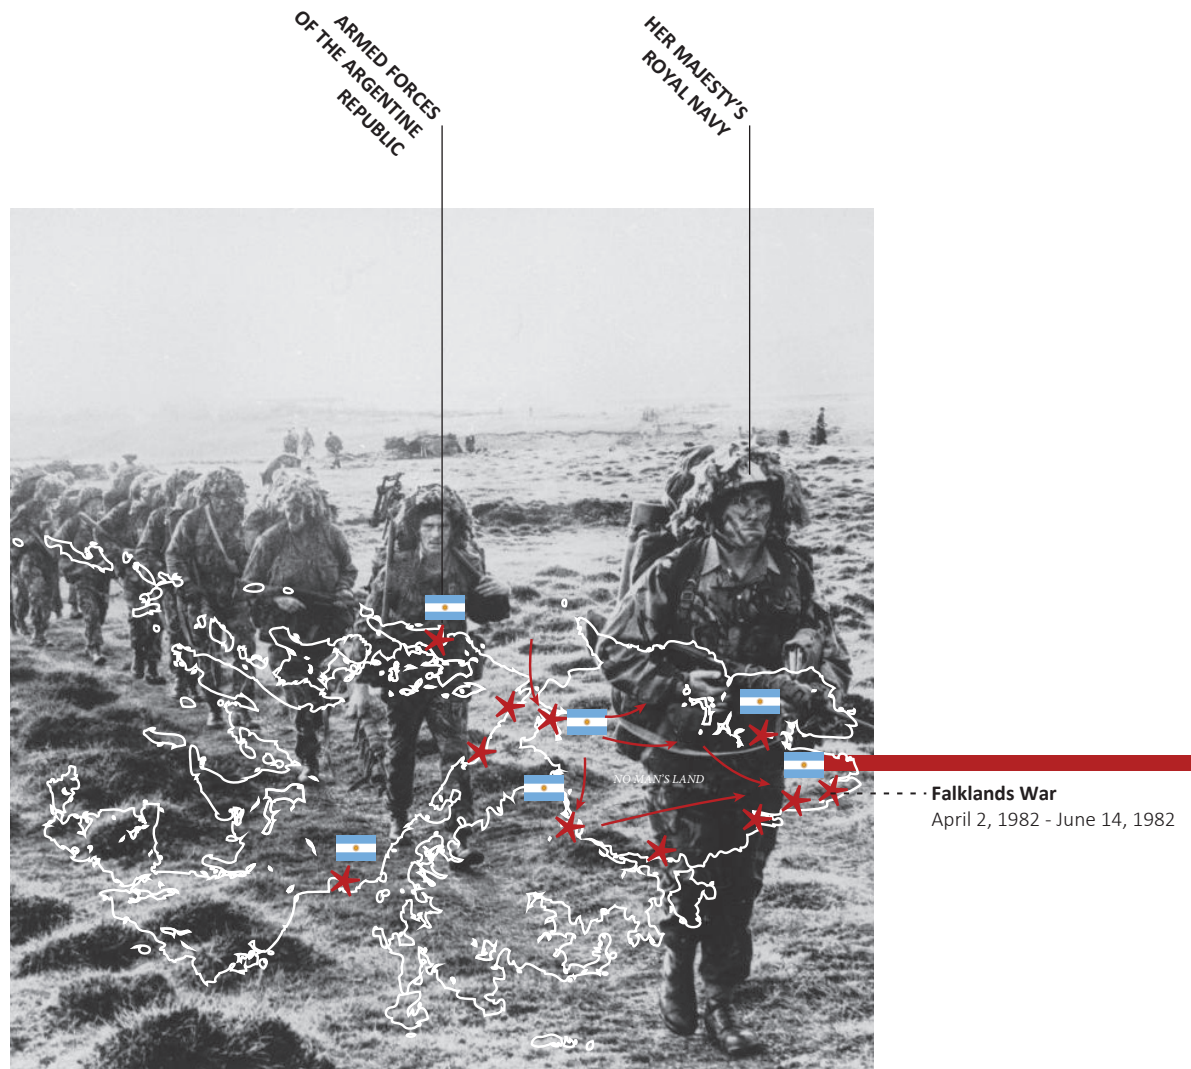 ARMED FORCES
OF THE ARGENTINE
REPUBLIC
HER MAJESTY'S
ROYAL NAVY
NO MAN'S LAND
Falklands War
April 2, 1982 - June 14, 1982